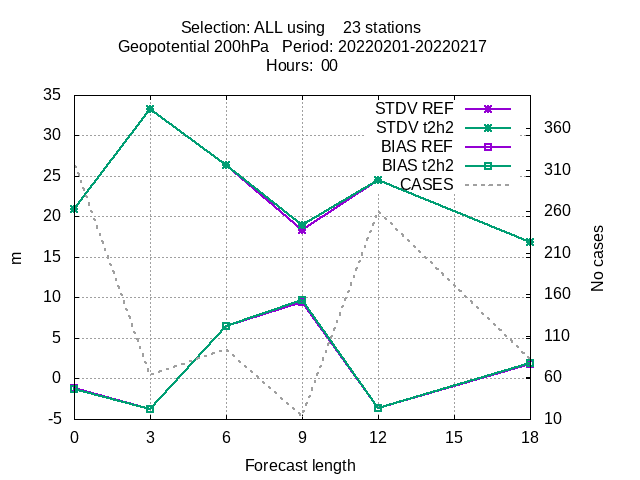 Selection: ALL using    23 stations
Geopotential 200hPa   Period: 20220201-20220217
Hours:  00
35
30
25
20
15
10
5
0
-5
m
STDV REF
STDV t2h2
BIAS REF
BIAS t2h2
CASES
360
310
260
210
160
110
60
10
No cases
0 3 6 9 12 15 18
Forecast length